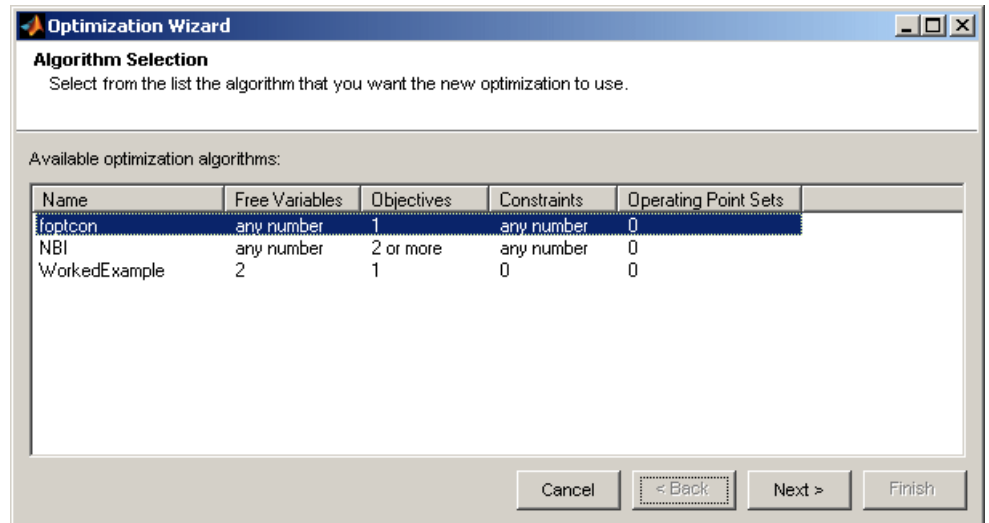 Optimization Wizard
Algorithm Selection
Select from the list the algorithm that you want the new optimization to use.
Available optimization algorithms:
Name Free Variables Objectives Constraints Operating Point Sets
foptcon any number 1 any number 0
NBI any number 2 or more any number 0
WorkedExample 2 1 0 0
Cancel < Back Next > Finish